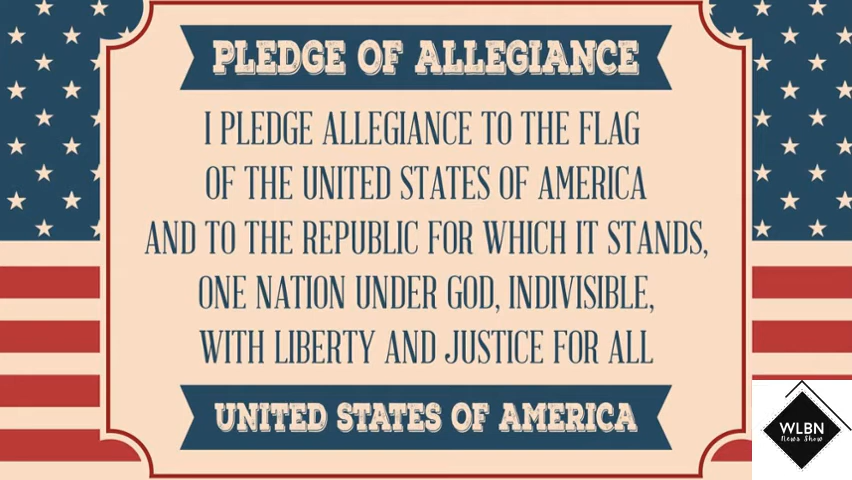 PLEDGE OF ALLEGIANCE
I PLEDGE ALLEGIANCE TO THE FLAG
OF THE UNITED STATES OF AMERICA
AND TO THE REPUBLIC FOR WHICH IT STANDS,
ONE NATION UNDER GOD, INDIVISIBLE,
WITH LIBERTY AND JUSTICE FOR ALL
UNITED STATES OF AMERICA
WLBN
News Show